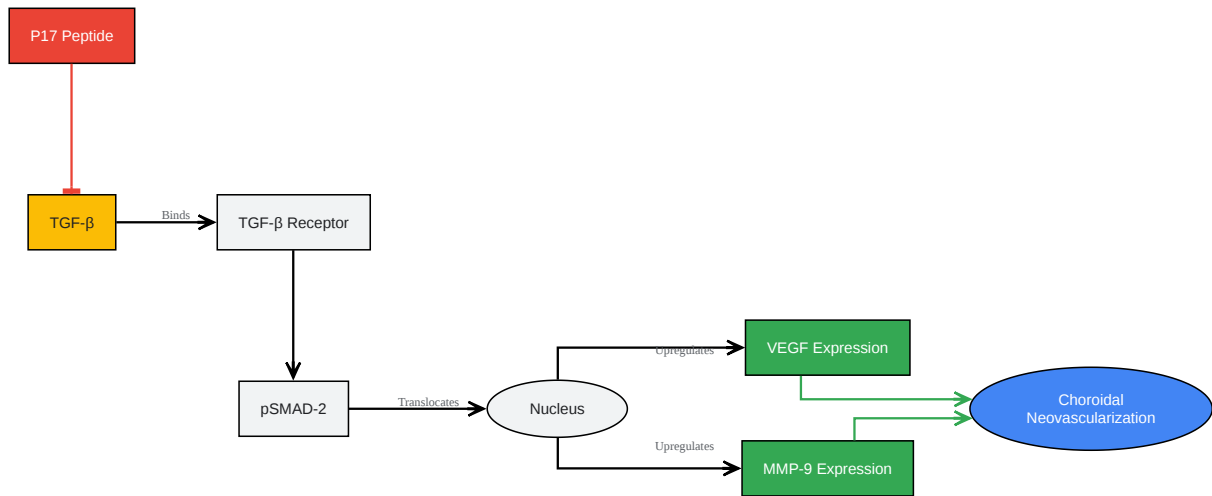 P17 Peptide
TGF-β
Binds
TGF-β Receptor
pSMAD-2
Translocates
Nucleus
Upregulates
VEGF Expression
Upregulates
MMP-9 Expression
Choroidal
Neovascularization